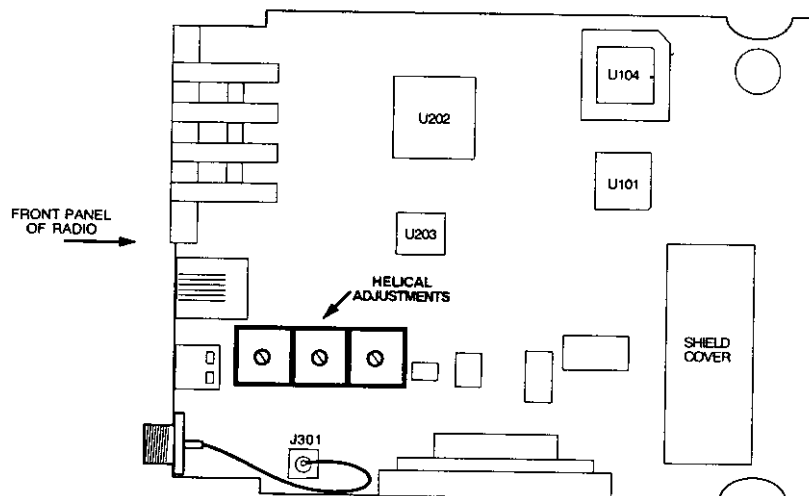 U104
U202
U101
FRONT PANEL
OF RADIO
U203
HELICAL
ADJUSTMENTS
SHIELD
COVER
J301